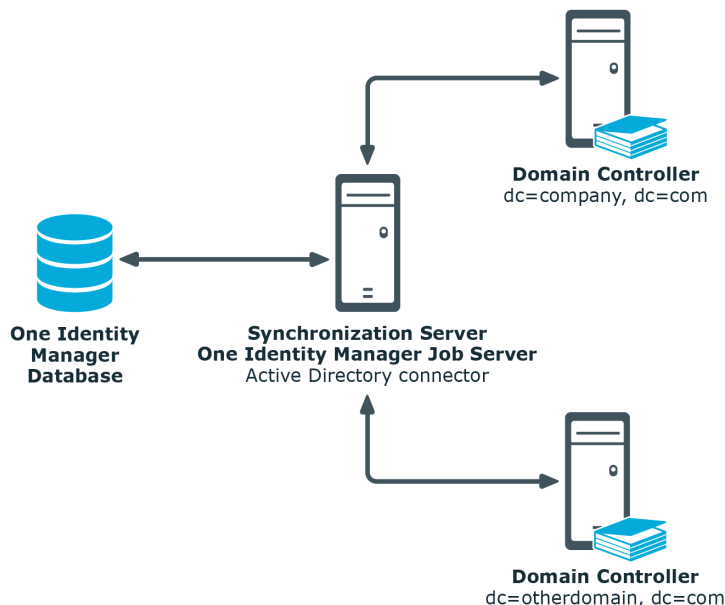 Domain Controller
dc=company, dc=com
One Identity
Manager
Database
Synchronization Server
One Identity Manager Job Server
Active Directory connector
Domain Controller
dc=otherdomain, dc=com